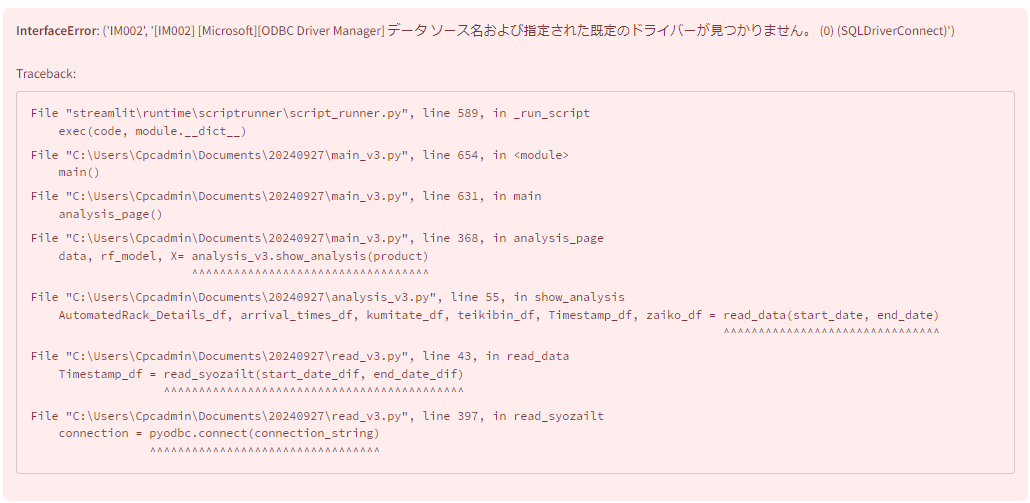 InterfaceError: ('IM002', '[IM002] [Microsoft][ODBC Driver Manager] データ ソース名および指定された既定のドライバーが見つかりません。 (0) (SQLDriverConnect)')
Traceback:
File "streamlit\runtime\scriptrunner\script_runner.py", line 589, in _run_script
    exec(code, module.__dict__)
File "C:\Users\Cpcadmin\Documents\20240927\main_v3.py", line 654, in <module>
    main()
File "C:\Users\Cpcadmin\Documents\20240927\main_v3.py", line 631, in main
    analysis_page()
File "C:\Users\Cpcadmin\Documents\20240927\main_v3.py", line 368, in analysis_page
    data, rf_model, X= analysis_v3.show_analysis(product)
                       ^^^^^^^^^^^^^^^^^^^^^^^^^^^^^^^^^^
File "C:\Users\Cpcadmin\Documents\20240927\analysis_v3.py", line 55, in show_analysis
    AutomatedRack_Details_df, arrival_times_df, kumitate_df, teikibin_df, Timestamp_df, zaiko_df = read_data(start_date, end_date)
                                                                                                   ^^^^^^^^^^^^^^^^^^^^^^^^^^^^^^^
File "C:\Users\Cpcadmin\Documents\20240927\read_v3.py", line 43, in read_data
    Timestamp_df = read_syozailt(start_date_dif, end_date_dif)
                   ^^^^^^^^^^^^^^^^^^^^^^^^^^^^^^^^^^^^^^^^^^^
File "C:\Users\Cpcadmin\Documents\20240927\read_v3.py", line 397, in read_syozailt
    connection = pyodbc.connect(connection_string)
                 ^^^^^^^^^^^^^^^^^^^^^^^^^^^^^^^^^